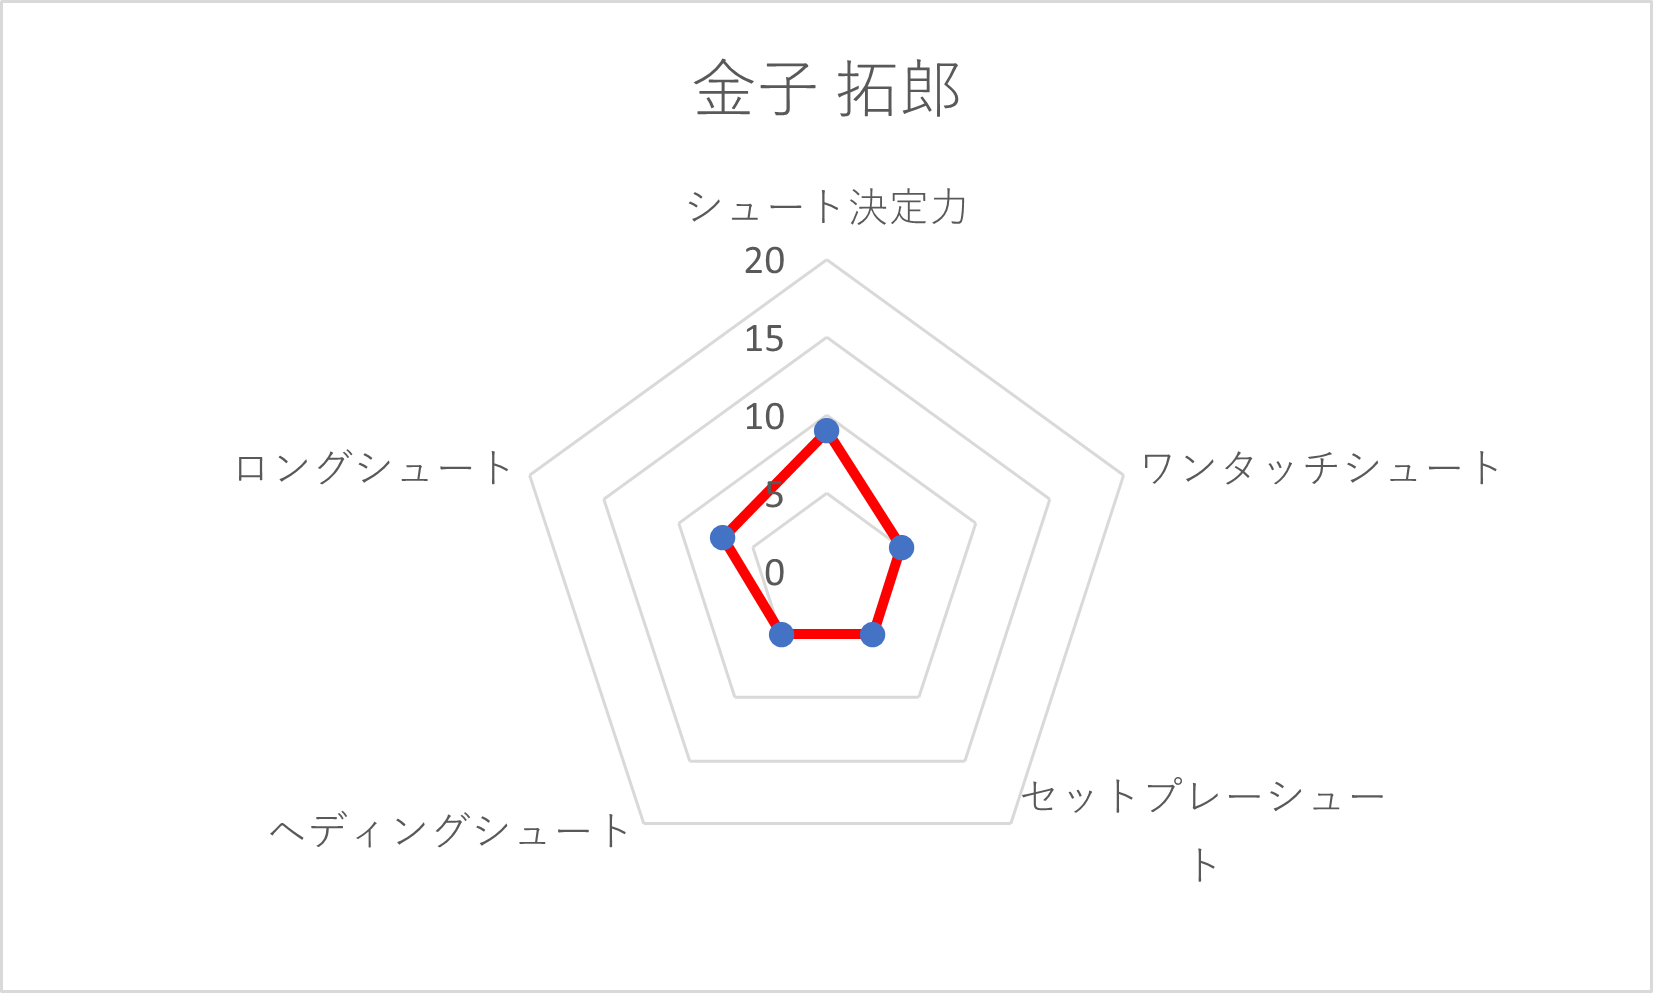 金子 拓郎
シュート決定力
20
15
10
5
0
ワンタッチシュート
セットプレーシュー
ト
ヘディングシュート
ロングシュート